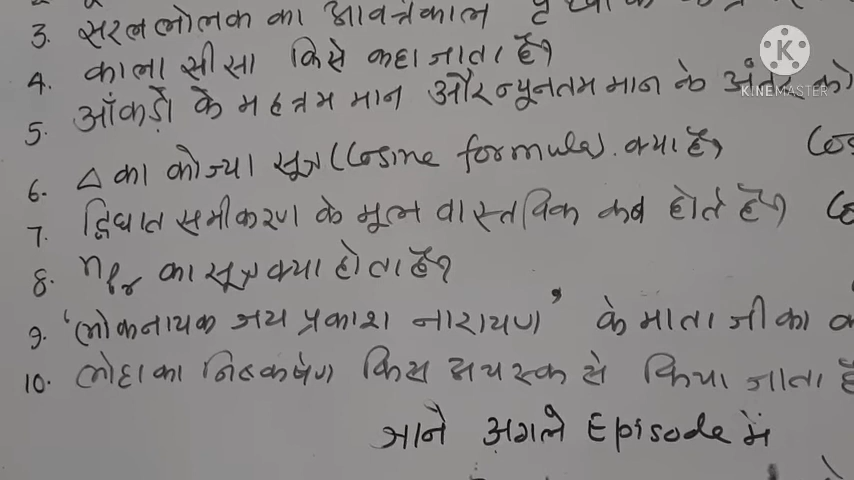 3. सरल लोलक का आवर्त्तकाल
4. काला सीसा किसे कहा जाता है?
5. आँकड़ों के महत्तम मान और न्यूनतम मान के अंतर को
6. Δ का कोज्या सूत्र (Cosine formula). क्या है?
7. द्विघात समीकरण के मूल वास्तविक कब होते हैं?
8. nPr का सूत्र क्या होता है?
9. 'लोकनायक जय प्रकाश नारायण' के माता जी का
10. लोहा का निष्कर्षण किस अयस्क से किया जाता है
जाने अगले Episode में
KINEMASTER